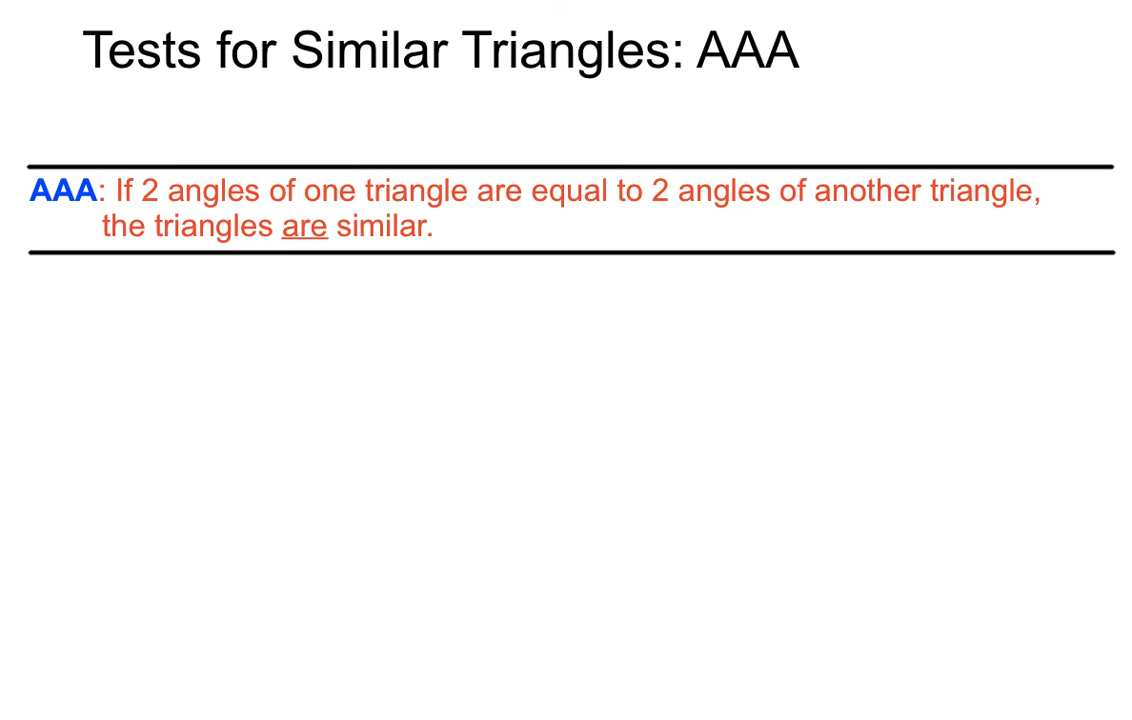 Tests for Similar Triangles: AAA
AAA: If 2 angles of one triangle are equal to 2 angles of another triangle,
the triangles are similar.